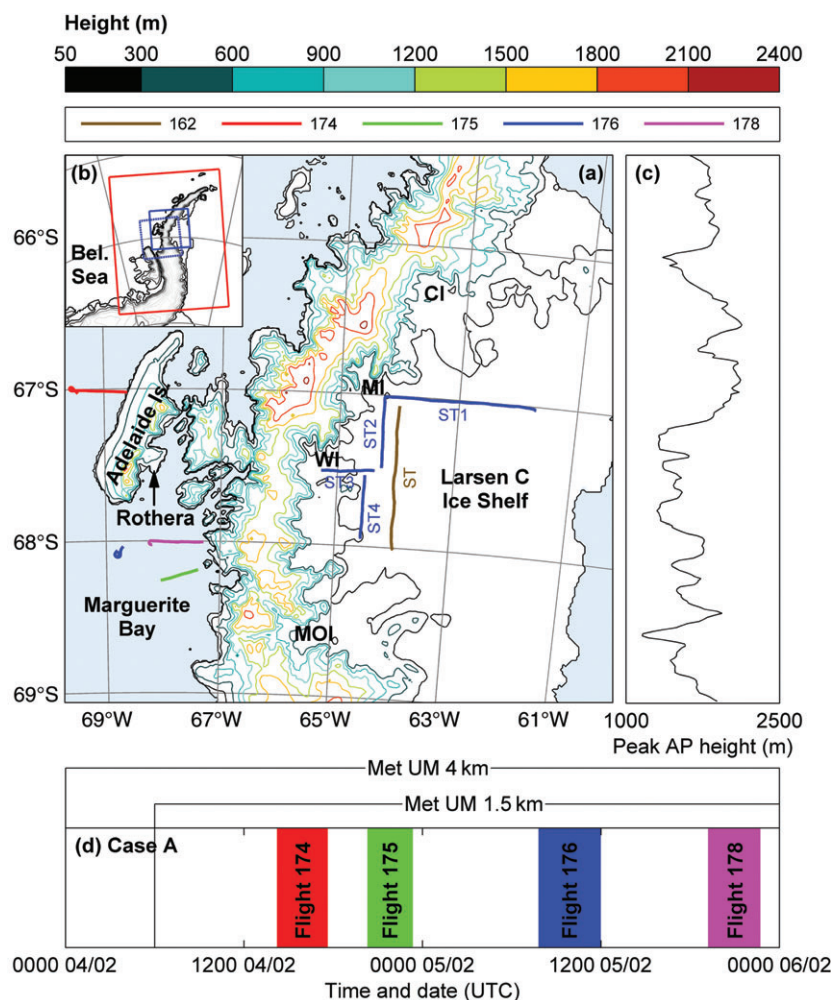 Height (m)
50 300 600 900 1200 1500 1800 2100 2400
162 174 175 176 178
(b) (a) (c)
Bel.
Sea
66°S
67°S
68°S
69°S
CI
MI
ST1
ST2
WI
ST3
ST
ST4
Adelaide Is.
Larsen C
Ice Shelf
Rothera
Marguerite
Bay
MOI
69°W 67°W 65°W 63°W 61°W 1000 2500
Peak AP height (m)
Met UM 4 km
Met UM 1.5 km
(d) Case A
Flight 174
Flight 175
Flight 176
Flight 178
0000 04/02 1200 04/02 0000 05/02 1200 05/02 0000 06/02
Time and date (UTC)